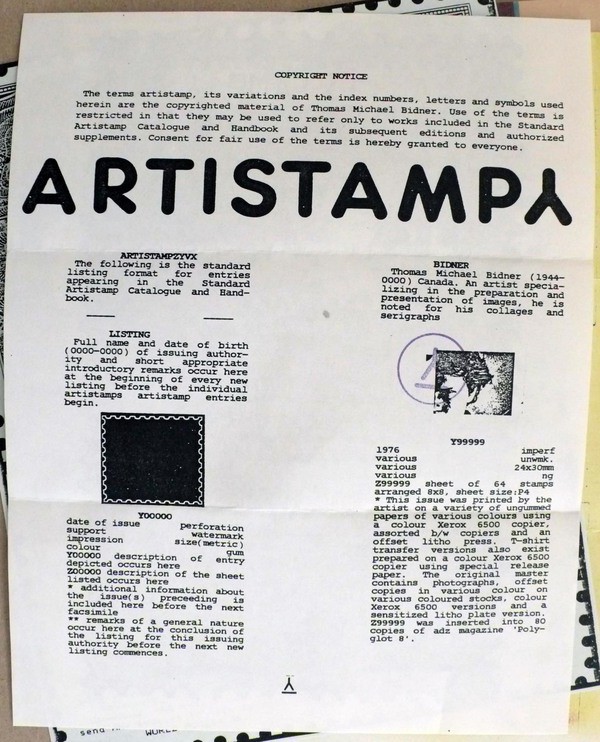 COPYRIGHT NOTICE
The terms artistamp, its variations and the index numbers, letters and symbols used
herein are the copyrighted material of Thomas Michael Bidner. Use of the terms is
restricted in that they may be used to refer only to works included in the Standard
Artistamp Catalogue and Handbook and its subsequent editions and authorized
supplements. Consent for fair use of the terms is hereby granted to everyone.
ARTISTAMP⅄
ARTISTAMPZYVX
The following is the standard
listing format for entries
appearing in the Standard
Artistamp Catalogue and Hand-
book.
LISTING
Full name and date of birth
(0000-0000) of issuing author-
ity and short appropriate
introductory remarks occur here
at the beginning of every new
listing before the individual
artistamps artistamp entries
begin.
Y00000
date of issue perforation
support watermark
impression size(metric)
colour gum
Y00000 description of entry
depicted occurs here
Z00000 description of the sheet
listed occurs here
* additional information about
the issue(s) preceeding is
included here before the next
facsimile
** remarks of a general nature
occur here at the conclusion of
the listing for this issuing
authority before the next new
listing commences.
BIDNER
Thomas Michael Bidner (1944-
0000) Canada. An artist specia-
lizing in the preparation and
presentation of images, he is
noted for his collages and
serigraphs
Y99999
1976 imperf
various unwmk.
various 24x30mm
various ng
Z99999 sheet of 64 stamps
arranged 8x8, sheet size:P4
* This issue was printed by the
artist on a variety of ungummed
papers of various colours using
a colour Xerox 6500 copier,
assorted b/w copiers and an
offset litho press. T-shirt
transfer versions also exist
prepared on a colour Xerox 6500
copier using special release
paper. The original master
contains photographs, offset
copies in various colour on
various coloured stocks, colour
Xerox 6500 versions and a
sensitized litho plate version.
Z99999 was inserted into 80
copies of adz magazine 'Poly-
glot 8'.
Y
send